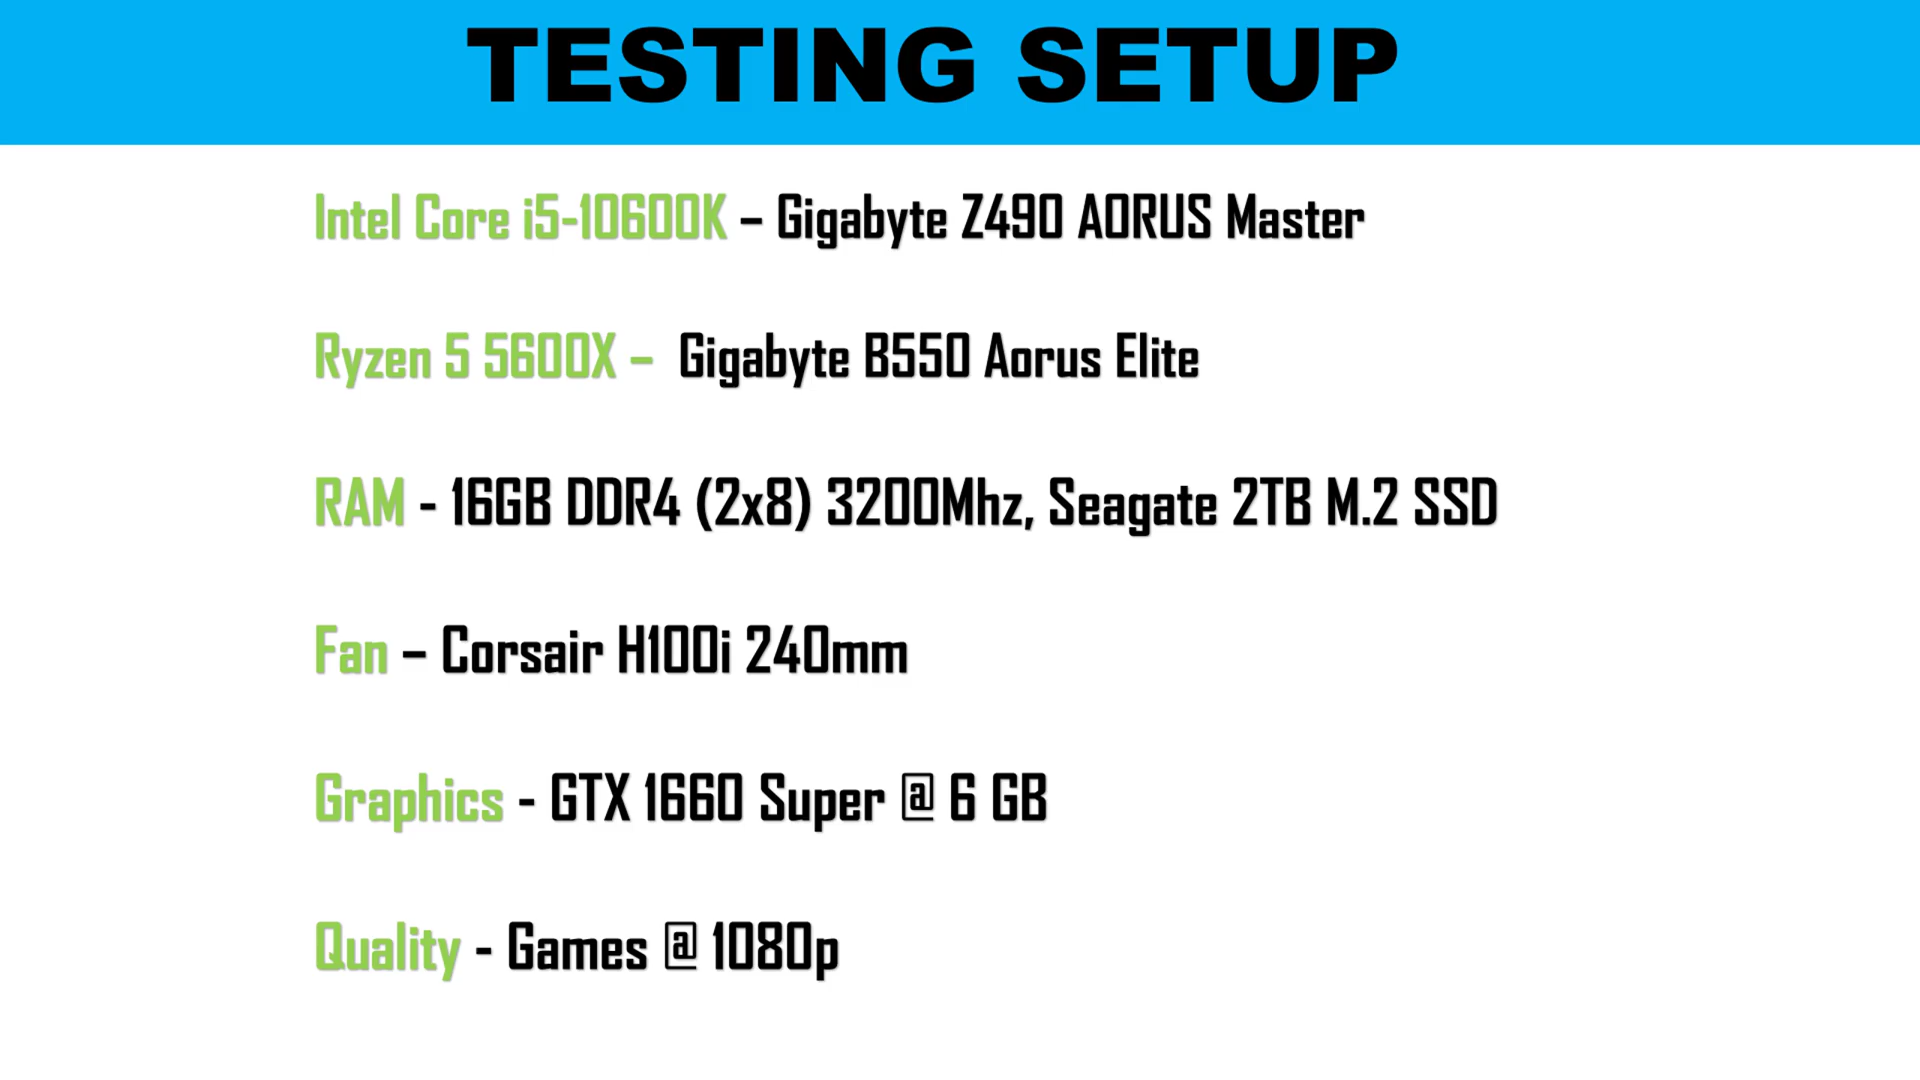 TESTING SETUP
Intel Core i5-10600K – Gigabyte Z490 AORUS Master
Ryzen 5 5600X – Gigabyte B550 Aorus Elite
RAM - 16GB DDR4 (2x8) 3200Mhz, Seagate 2TB M.2 SSD
Fan – Corsair H100i 240mm
Graphics - GTX 1660 Super @ 6 GB
Quality - Games @ 1080p